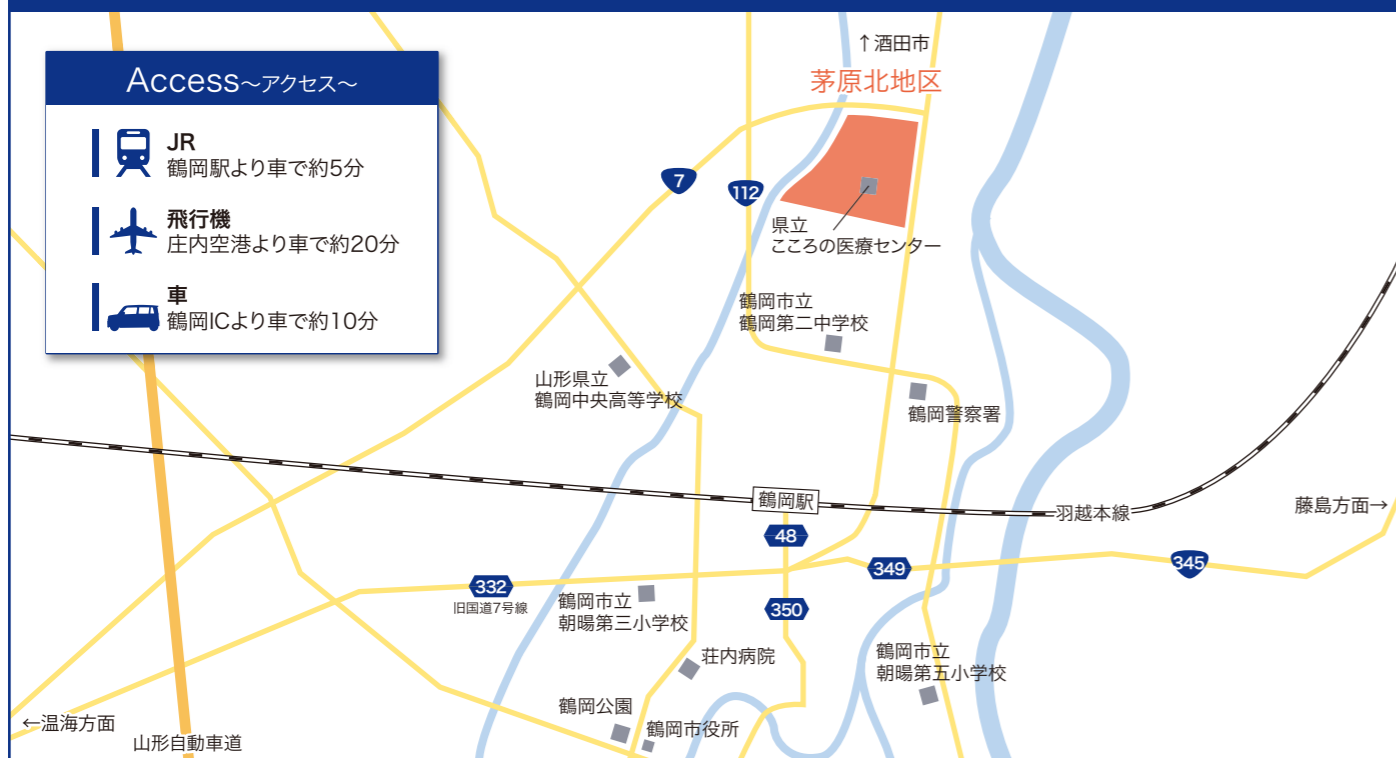 Access～アクセス～
JR
鶴岡駅より車で約5分
飛行機
庄内空港より車で約20分
車
鶴岡ICより車で約10分
↑酒田市
茅原北地区
7
112
県立
こころの医療センター
鶴岡市立
鶴岡第二中学校
山形県立
鶴岡中央高等学校
鶴岡警察署
鶴岡駅
羽越本線
藤島方面→
48
332
旧国道7号線
349
345
鶴岡市立
朝暘第三小学校
350
荘内病院
鶴岡市立
朝暘第五小学校
鶴岡公園
鶴岡市役所
←温海方面
山形自動車道